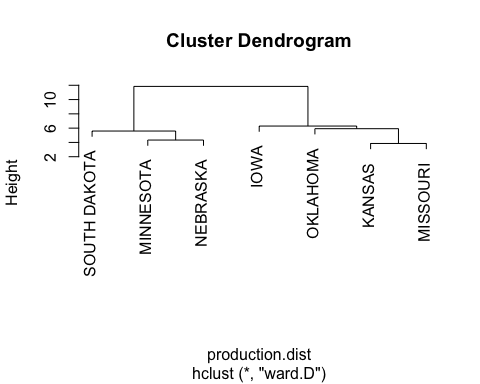 Cluster Dendrogram
Height
10
6
2
SOUTH DAKOTA
MINNESOTA
NEBRASKA
IOWA
OKLAHOMA
KANSAS
MISSOURI
production.dist
hclust (*, "ward.D")